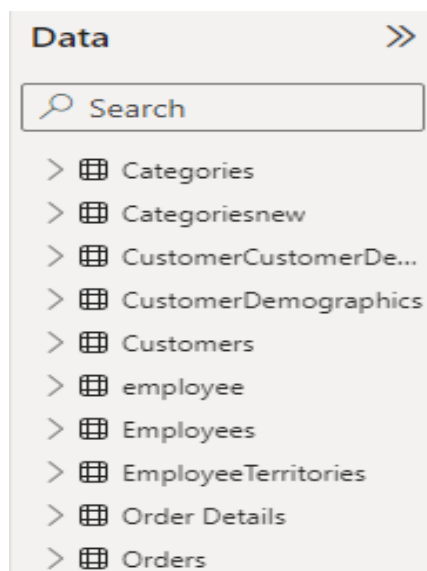 Data
Search
Categories
Categoriesnew
CustomerCustomerDe...
CustomerDemographics
Customers
employee
Employees
EmployeeTerritories
Order Details
Orders